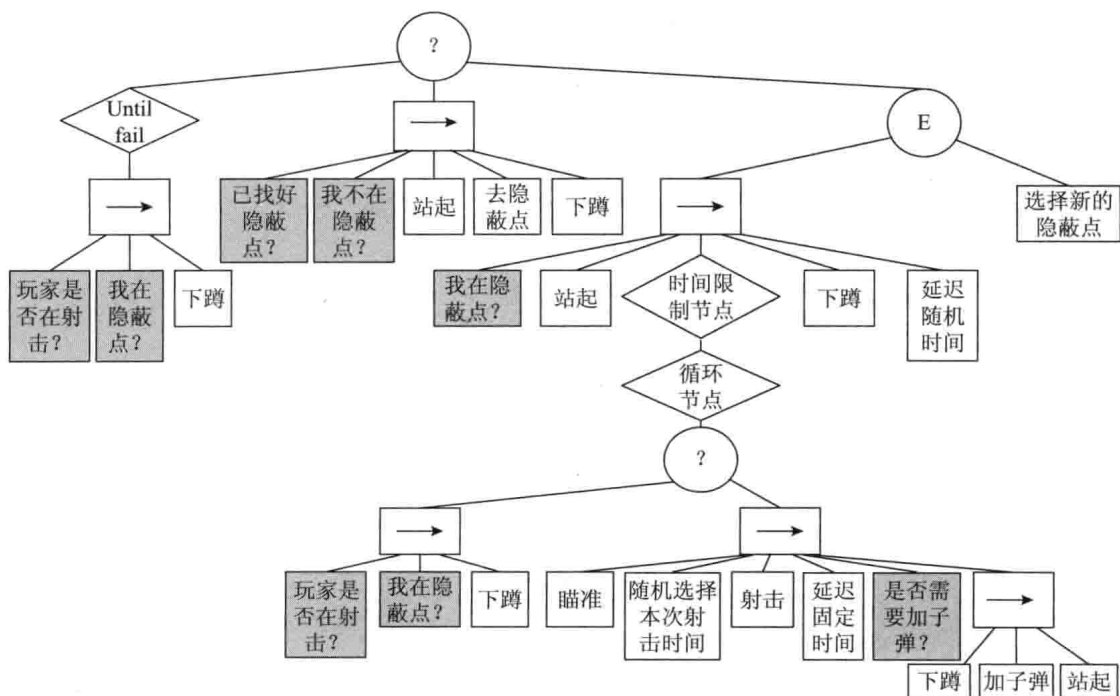 ?
Until
fail
E
已找好
隐蔽
点？
我不在
隐蔽
点？
站起
去隐
蔽点
下蹲
选择新的
隐蔽点
玩家是
否在射
击？
我在
隐蔽
点？
下蹲
我在隐
蔽点？
站起
时间限
制节点
下蹲
延迟
随机
时间
循环
节点
?
玩家是
否在射
击？
我在隐
蔽点？
下蹲
瞄准
随机选择
本次射
击时间
射击
延迟
固定
时间
是否需
要加子
弹？
下蹲
加子弹
站起